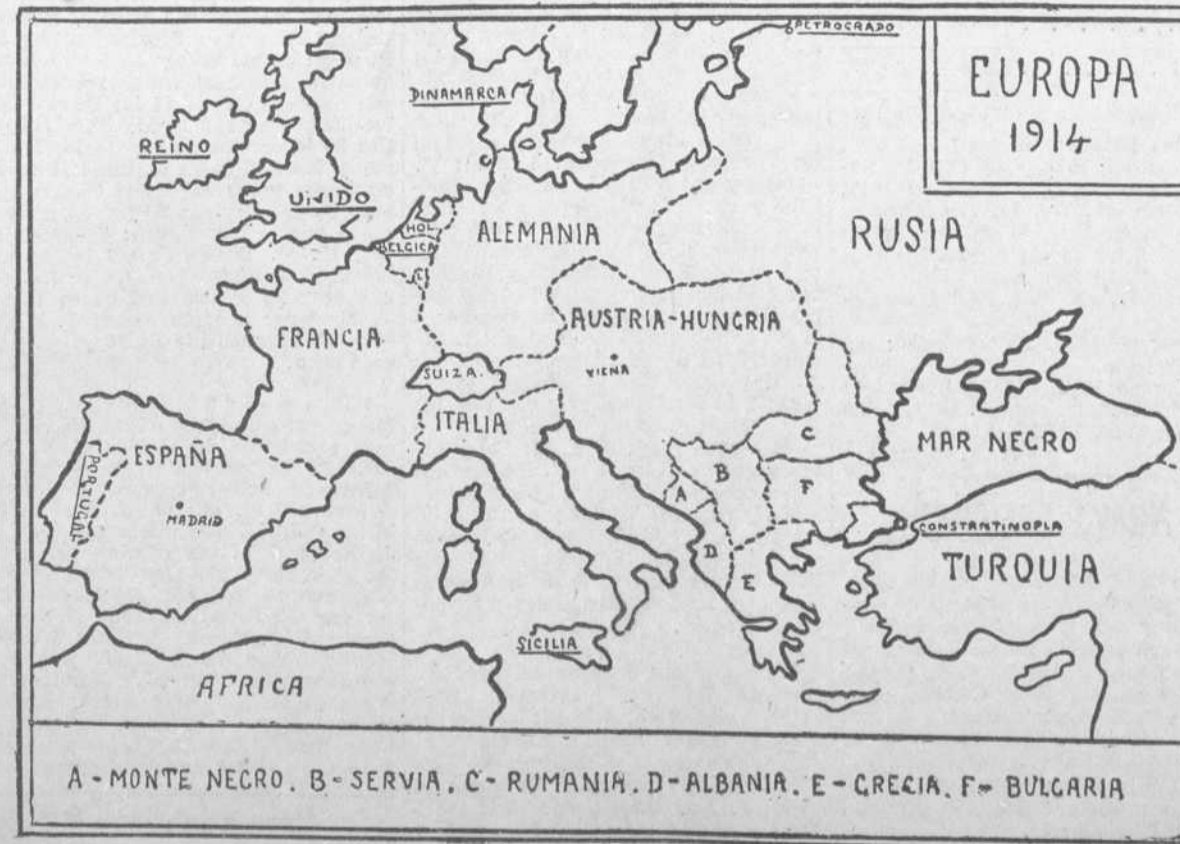 PETROGRADO
EUROPA
1914
DINAMARCA
REINO
UNIDO
HOL
BELGICA
ALEMANIA
RUSIA
FRANCIA
AUSTRIA-HUNGRIA
VIENA
SUIZA.
ITALIA
C
MAR NEGRO
ESPAÑA
PORTUGAL
MADRID
B
A
F
CONSTANTINOPLA
D
E
TURQUIA
SICILIA
AFRICA
A-MONTE NEGRO. B-SERVIA. C-RUMANIA. D-ALBANIA. E-GRECIA. F-BULGARIA